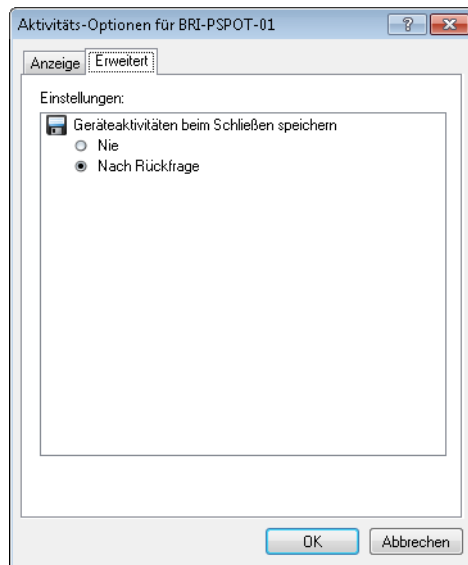 Aktivitäts-Optionen für BRI-PSPOT-01
Anzeige Erweitert
Einstellungen:
Geräteaktivitäten beim Schließen speichern
Nie
Nach Rückfrage
OK Abbrechen